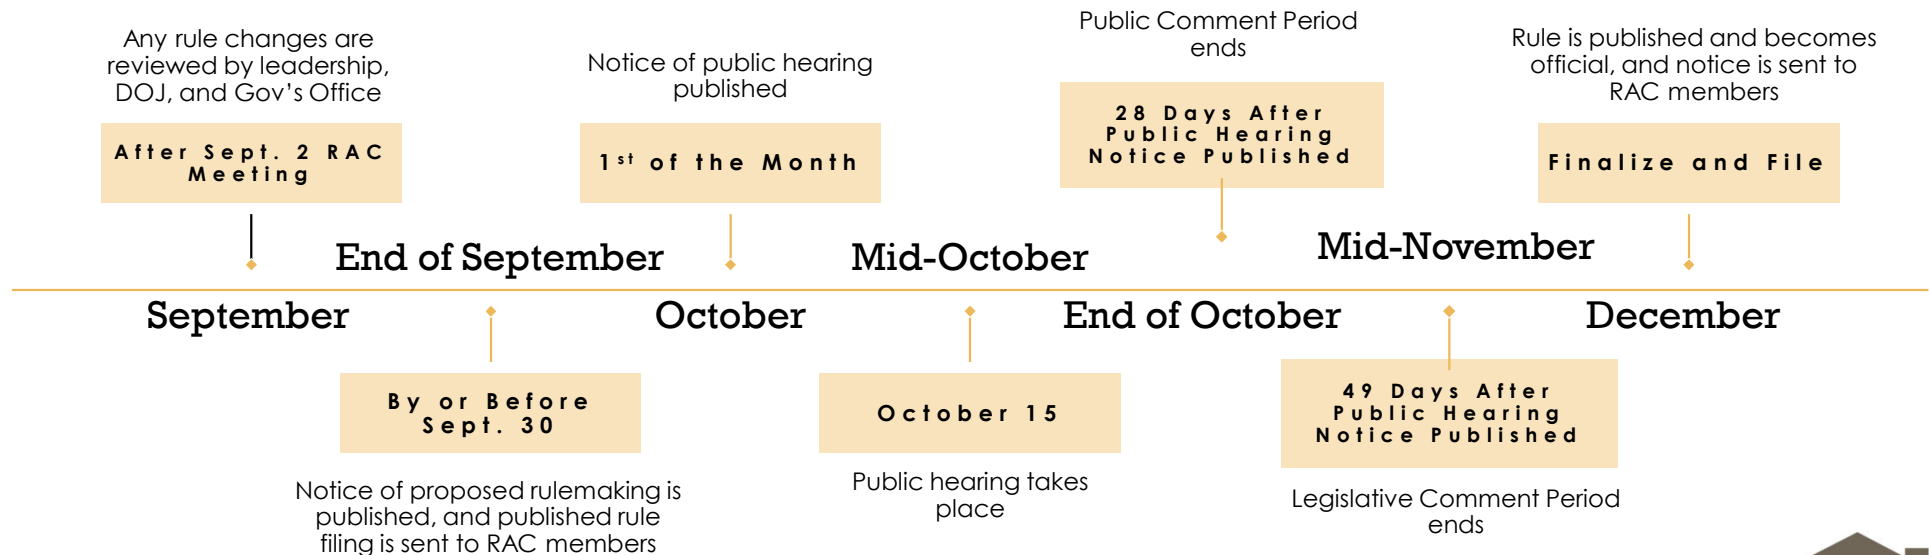 Any rule changes are
reviewed by leadership,
DOJ, and Gov's Office
After Sept. 2 RAC
Meeting
Notice of public hearing
published
1st of the Month
Public Comment Period
ends
28 Days After
Public Hearing
Notice Published
Rule is published and becomes
official, and notice is sent to
RAC members
Finalize and File
End of September
Mid-October
Mid-November
September
October
End of October
December
By or Before
Sept. 30
Notice of proposed rulemaking is
published, and published rule
filing is sent to RAC members
October 15
Public hearing takes
place
49 Days After
Public Hearing
Notice Published
Legislative Comment Period
ends